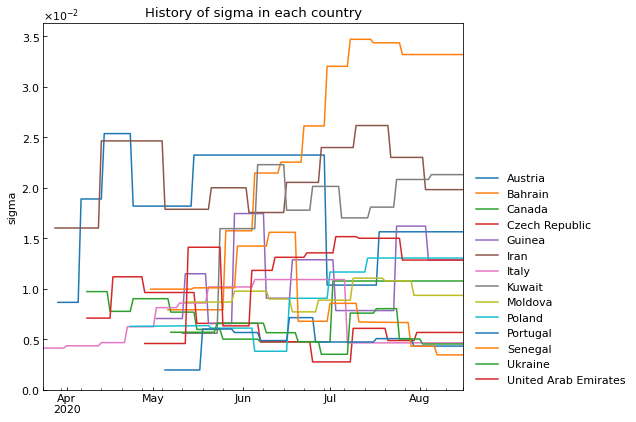 History of sigma in each country
×10⁻²
3.5
3.0
2.5
2.0
1.5
1.0
0.5
0.0
sigma
Apr
2020
May
Jun
Jul
Aug
Austria
Bahrain
Canada
Czech Republic
Guinea
Iran
Italy
Kuwait
Moldova
Poland
Portugal
Senegal
Ukraine
United Arab Emirates